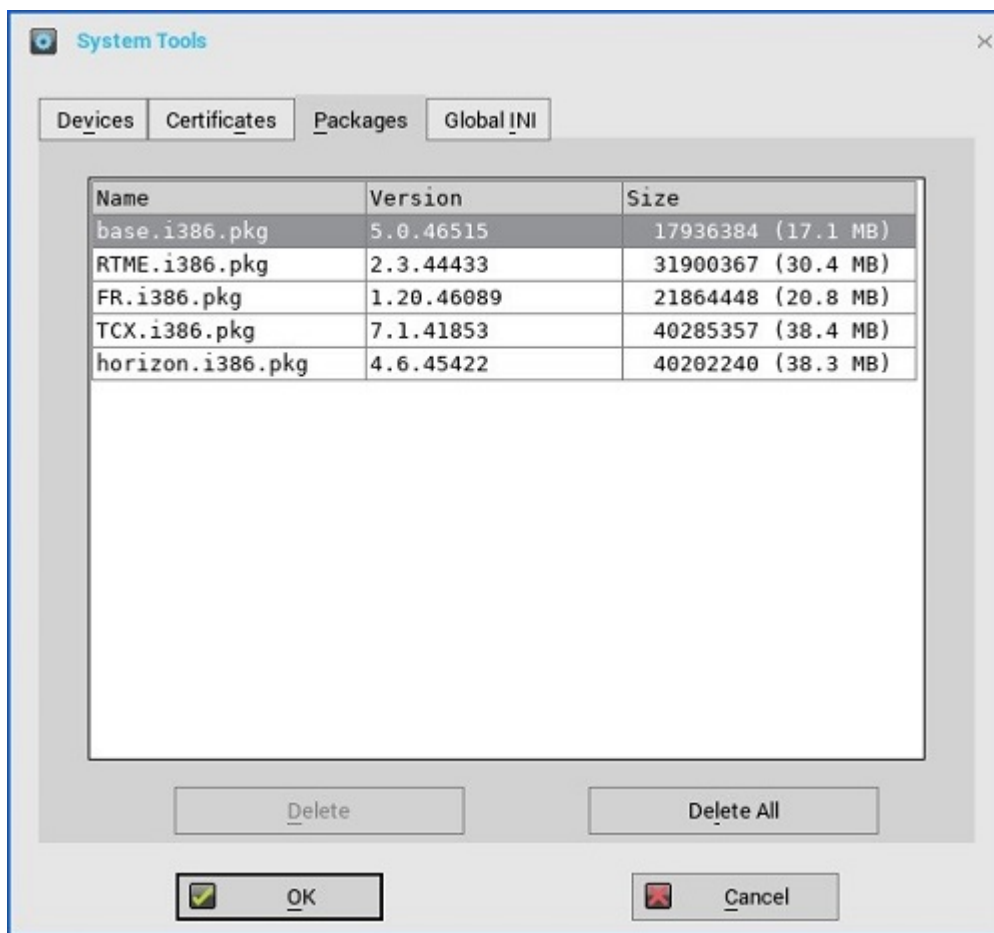 System Tools
Devices Certificates Packages Global INI
Name Version Size
base.i386.pkg 5.0.46515 17936384 (17.1 MB)
RTME.i386.pkg 2.3.44433 31900367 (30.4 MB)
FR.i386.pkg 1.20.46089 21864448 (20.8 MB)
TCX.i386.pkg 7.1.41853 40285357 (38.4 MB)
horizon.i386.pkg 4.6.45422 40202240 (38.3 MB)
Delete Delete All
OK Cancel